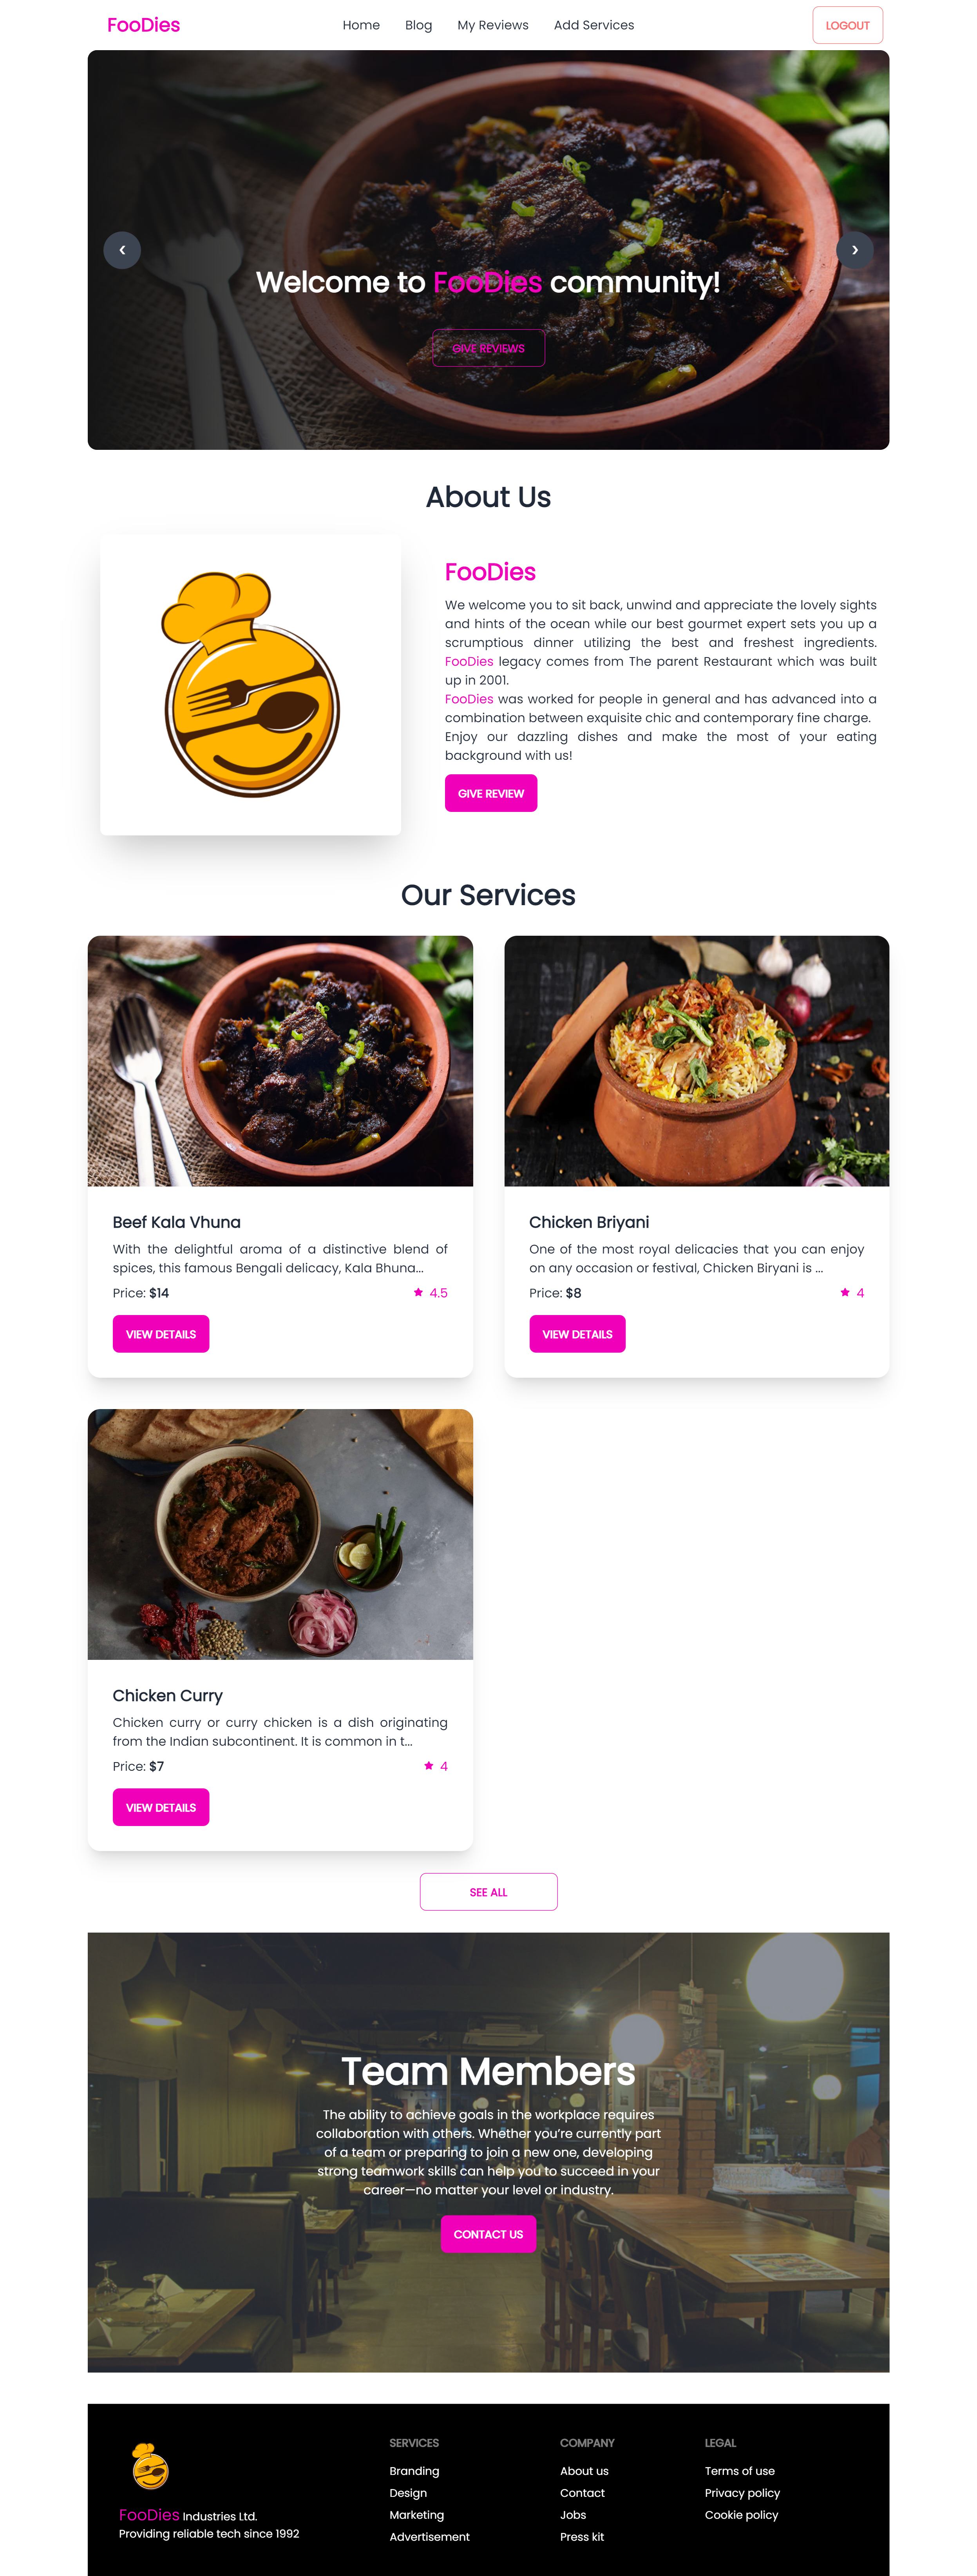 FooDies
Home Blog My Reviews Add Services
LOGOUT
Welcome to FooDies community!
GIVE REVIEWS
About Us
FooDies
We welcome you to sit back, unwind and appreciate the lovely sights
and hints of the ocean while our best gourmet expert sets you up a
scrumptious dinner utilizing the best and freshest ingredients.
FooDies legacy comes from The parent Restaurant which was built
up in 2001.
FooDies was worked for people in general and has advanced into a
combination between exquisite chic and contemporary fine charge.
Enjoy our dazzling dishes and make the most of your eating
background with us!
GIVE REVIEW
Our Services
Beef Kala Vhuna
With the delightful aroma of a distinctive blend of
spices, this famous Bengali delicacy, Kala Bhuna...
Price: $14
4.5
VIEW DETAILS
Chicken Briyani
One of the most royal delicacies that you can enjoy
on any occasion or festival, Chicken Biryani is ...
Price: $8
4
VIEW DETAILS
Chicken Curry
Chicken curry or curry chicken is a dish originating
from the Indian subcontinent. It is common in t...
Price: $7
4
VIEW DETAILS
SEE ALL
Team Members
The ability to achieve goals in the workplace requires
collaboration with others. Whether you're currently part
of a team or preparing to join a new one, developing
strong teamwork skills can help you to succeed in your
career—no matter your level or industry.
CONTACT US
FooDies Industries Ltd.
Providing reliable tech since 1992
SERVICES
Branding
Design
Marketing
Advertisement
COMPANY
About us
Contact
Jobs
Press kit
LEGAL
Terms of use
Privacy policy
Cookie policy